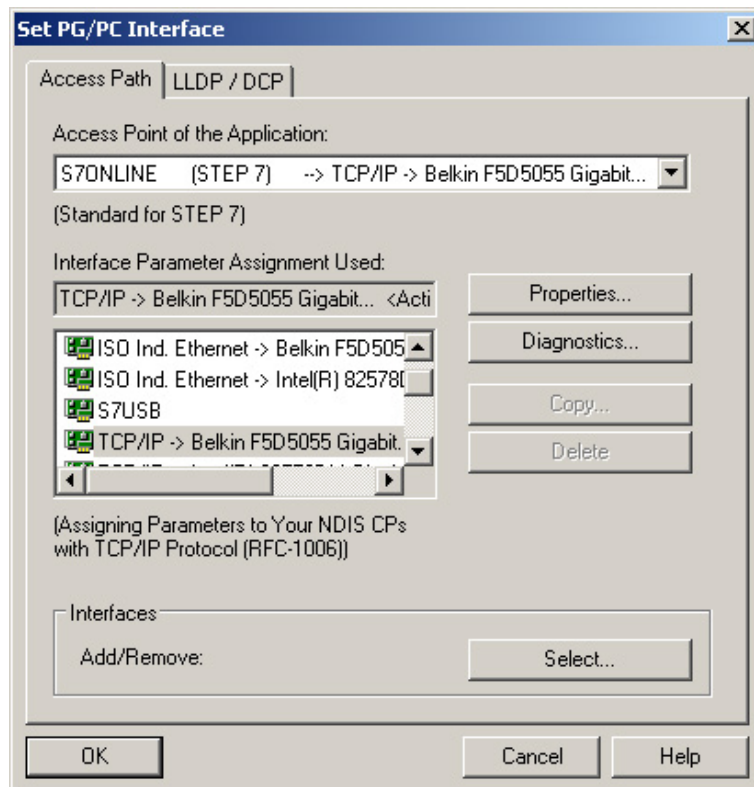 Set PG/PC Interface
Access Path
LLDP / DCP
Access Point of the Application:
S7ONLINE (STEP 7) --> TCP/IP -> Belkin F5D5055 Gigabit...
(Standard for STEP 7)
Interface Parameter Assignment Used:
TCP/IP -> Belkin F5D5055 Gigabit... <Acti
Properties...
ISO Ind. Ethernet -> Belkin F5D505
Diagnostics...
ISO Ind. Ethernet -> Intel(R) 82578D
S7USB
Copy...
TCP/IP -> Belkin F5D5055 Gigabit.
Delete
(Assigning Parameters to Your NDIS CPs
with TCP/IP Protocol (RFC-1006))
Interfaces
Add/Remove:
Select...
OK
Cancel
Help